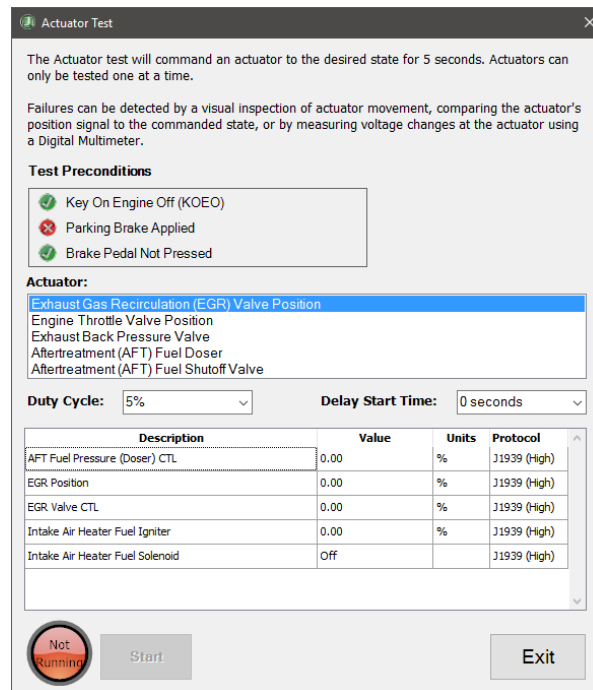 Actuator Test
The Actuator test will command an actuator to the desired state for 5 seconds. Actuators can
only be tested one at a time.
Failures can be detected by a visual inspection of actuator movement, comparing the actuator's
position signal to the commanded state, or by measuring voltage changes at the actuator using
a Digital Multimeter.
Test Preconditions
Key On Engine Off (KOEO)
Parking Brake Applied
Brake Pedal Not Pressed
Actuator:
Exhaust Gas Recirculation (EGR) Valve Position
Engine Throttle Valve Position
Exhaust Back Pressure Valve
Aftertreatment (AFT) Fuel Doser
Aftertreatment (AFT) Fuel Shutoff Valve
Duty Cycle: 5% Delay Start Time: 0 seconds
Description Value Units Protocol
AFT Fuel Pressure (Doser) CTL 0.00 % J1939 (High)
EGR Position 0.00 % J1939 (High)
EGR Valve CTL 0.00 % J1939 (High)
Intake Air Heater Fuel Igniter 0.00 % J1939 (High)
Intake Air Heater Fuel Solenoid Off J1939 (High)
Not
Running
Start
Exit